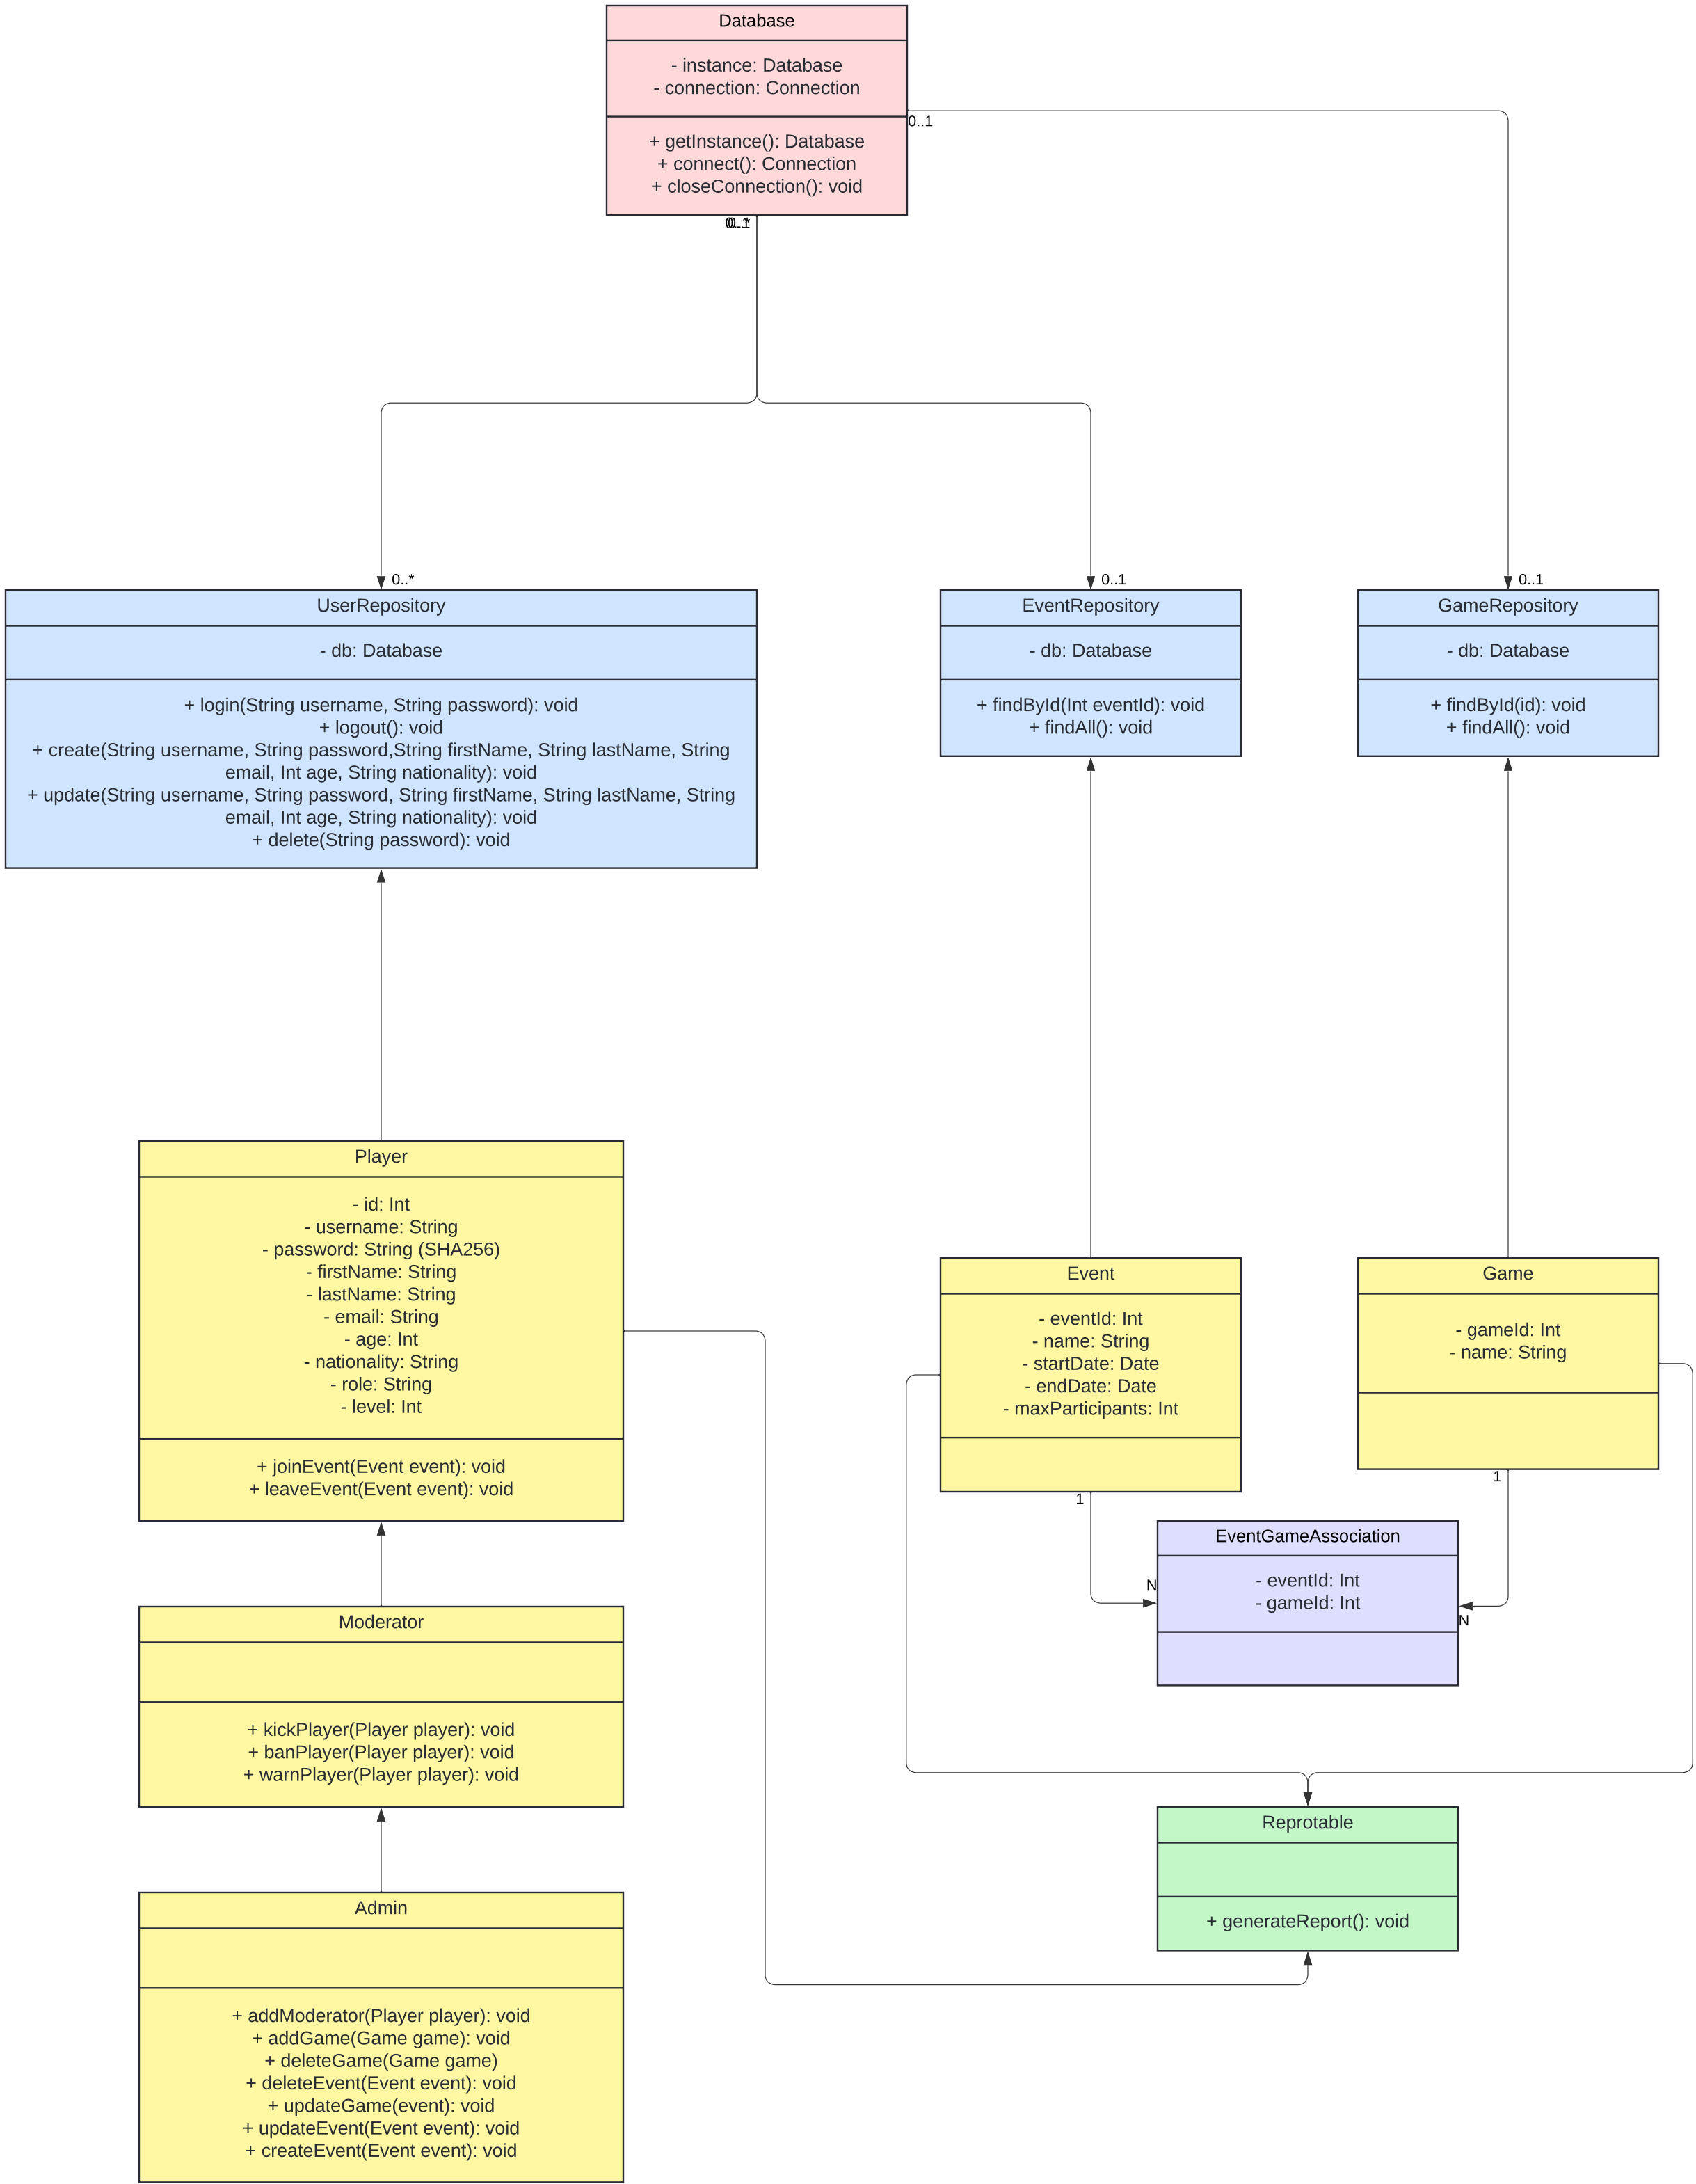 Database
- instance: Database
- connection: Connection
+ getInstance(): Database
+ connect(): Connection
+ closeConnection(): void
0..1
0..1
0..*
0..*
0..1
0..1
UserRepository
- db: Database
+ login(String username, String password): void
+ logout(): void
+ create(String username, String password,String firstName, String lastName, String
email, Int age, String nationality): void
+ update(String username, String password, String firstName, String lastName, String
email, Int age, String nationality): void
+ delete(String password): void
EventRepository
- db: Database
+ findById(Int eventId): void
+ findAll(): void
GameRepository
- db: Database
+ findById(id): void
+ findAll(): void
Player
- id: Int
- username: String
- password: String (SHA256)
- firstName: String
- lastName: String
- email: String
- age: Int
- nationality: String
- role: String
- level: Int
+ joinEvent(Event event): void
+ leaveEvent(Event event): void
Event
- eventId: Int
- name: String
- startDate: Date
- endDate: Date
- maxParticipants: Int
Game
- gameId: Int
- name: String
1
1
EventGameAssociation
- eventId: Int
- gameId: Int
N
N
Moderator
+ kickPlayer(Player player): void
+ banPlayer(Player player): void
+ warnPlayer(Player player): void
Reprotable
+ generateReport(): void
Admin
+ addModerator(Player player): void
+ addGame(Game game): void
+ deleteGame(Game game)
+ deleteEvent(Event event): void
+ updateGame(event): void
+ updateEvent(Event event): void
+ createEvent(Event event): void